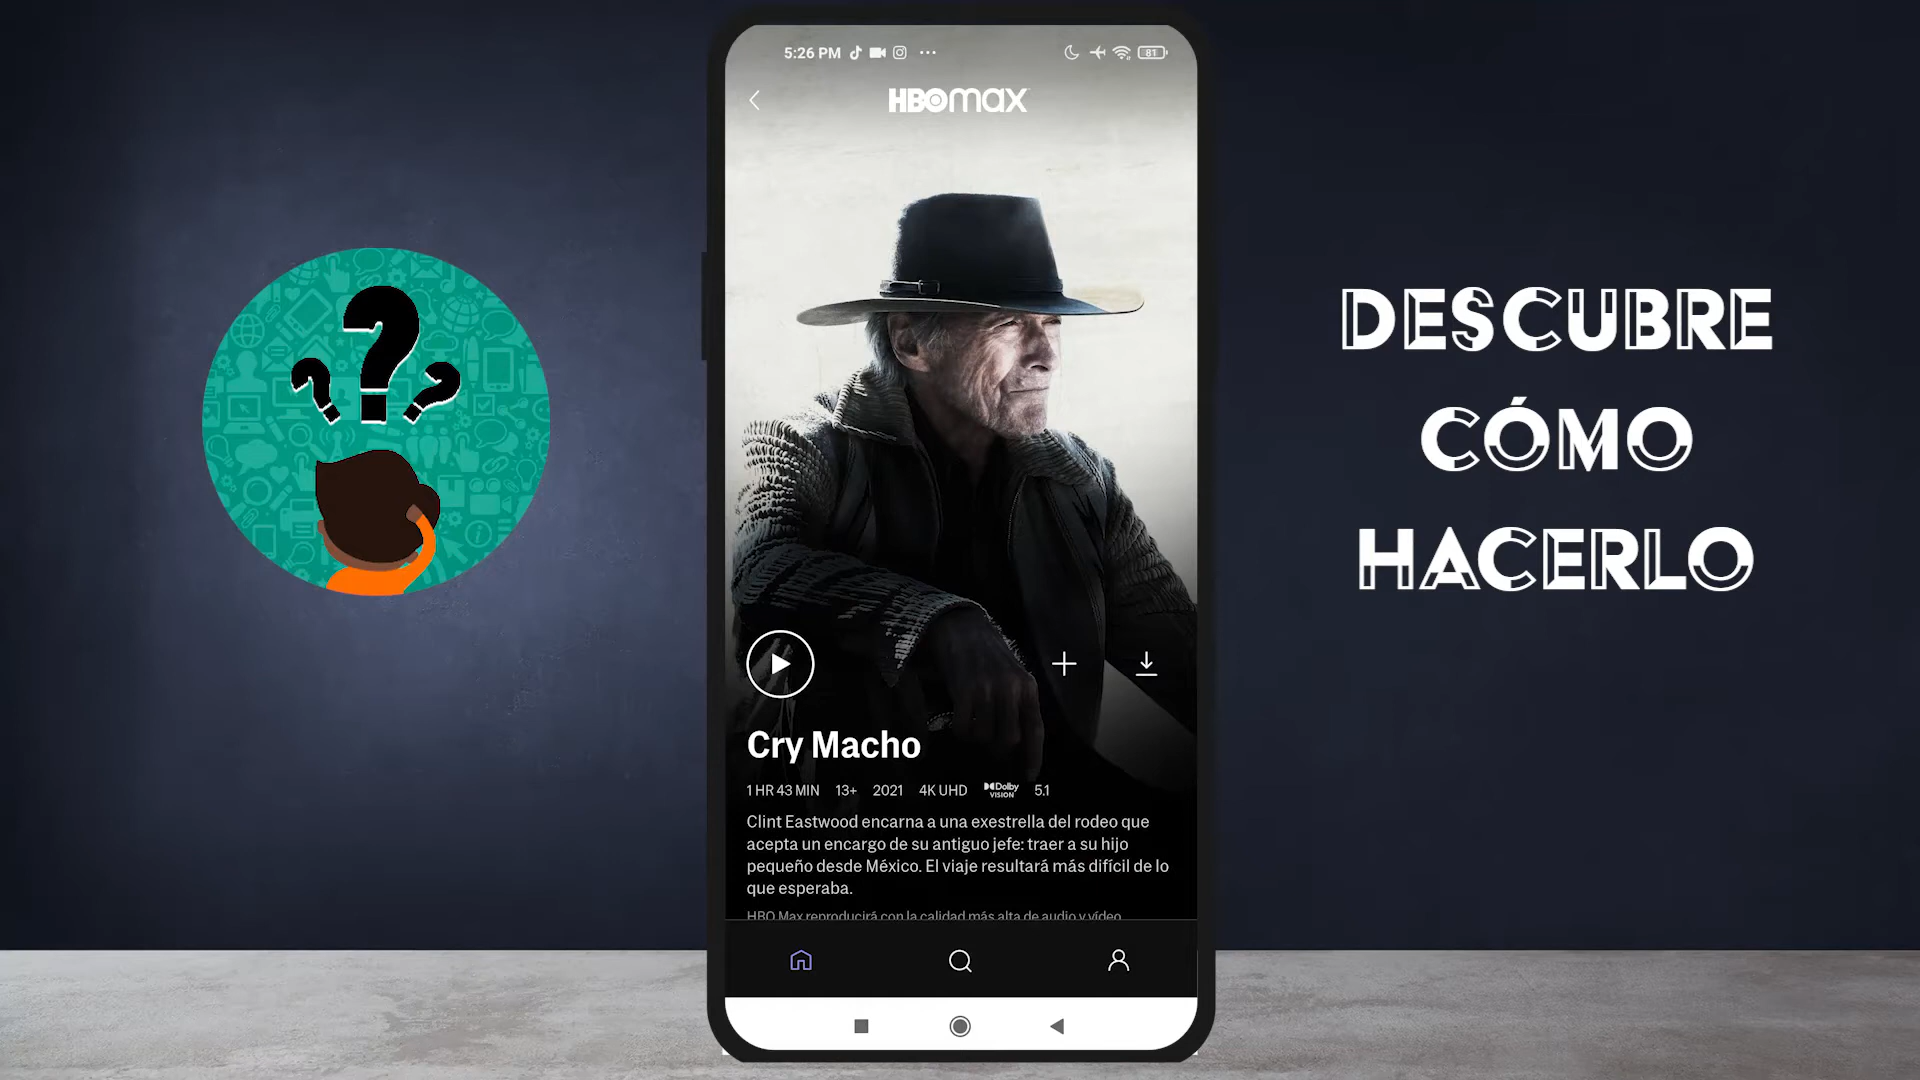 5:26 PM
81
HBOMAX
DESCUBRE
CÓMO
HACERLO
Cry Macho
1 HR 43 MIN 13+ 2021 4K UHD Dolby VISION 5.1
Clint Eastwood encarna a una exestrella del rodeo que
acepta un encargo de su antiguo jefe: traer a su hijo
pequeño desde México. El viaje resultará más difícil de lo
que esperaba.
HBO Max reproducirá con la calidad más alta de audio y vídeo